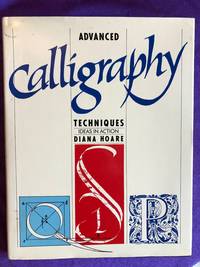 ADVANCED
Calligraphy
TECHNIQUES
IDEAS IN ACTION
DIANA HOARE
Q S P